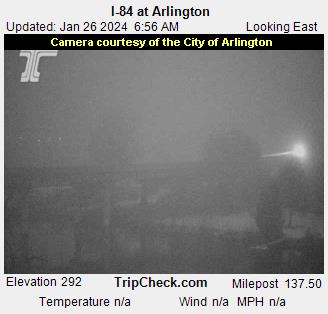 I-84 at Arlington
Updated: Jan 26 2024 6:56 AM Looking East
Camera courtesy of the City of Arlington
Elevation 292 TripCheck.com Milepost 137.50
Temperature n/a Wind n/a MPH n/a